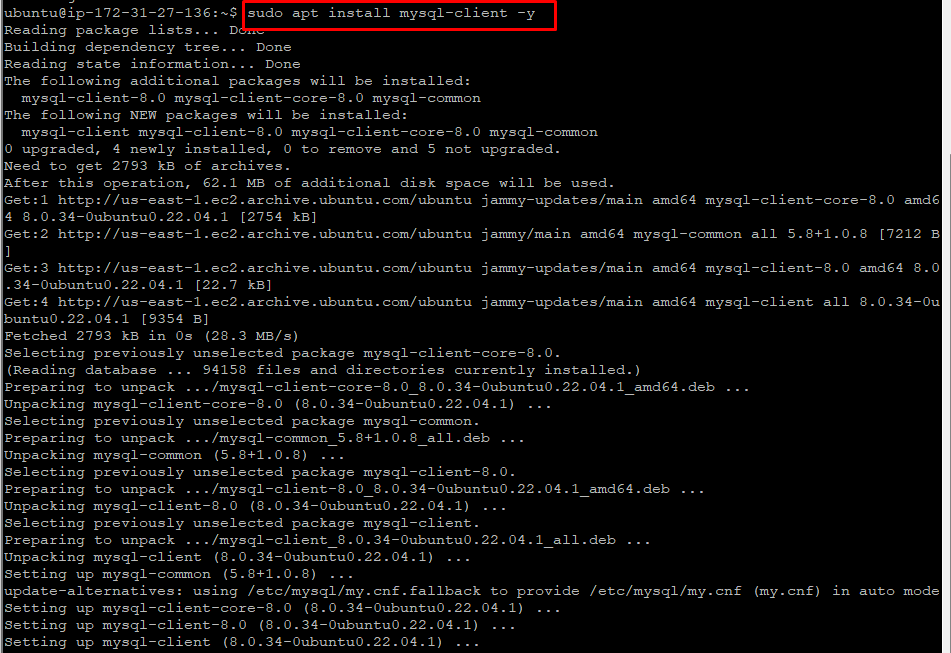 ubuntu@ip-172-31-27-136:~$ sudo apt install mysql-client -y
Reading package lists... Done
Building dependency tree... Done
Reading state information... Done
The following additional packages will be installed:
  mysql-client-8.0 mysql-client-core-8.0 mysql-common
The following NEW packages will be installed:
  mysql-client mysql-client-8.0 mysql-client-core-8.0 mysql-common
0 upgraded, 4 newly installed, 0 to remove and 5 not upgraded.
Need to get 2793 kB of archives.
After this operation, 62.1 MB of additional disk space will be used.
Get:1 http://us-east-1.ec2.archive.ubuntu.com/ubuntu jammy-updates/main amd64 mysql-client-core-8.0 amd6
4 8.0.34-0ubuntu0.22.04.1 [2754 kB]
Get:2 http://us-east-1.ec2.archive.ubuntu.com/ubuntu jammy/main amd64 mysql-common all 5.8+1.0.8 [7212 B
]
Get:3 http://us-east-1.ec2.archive.ubuntu.com/ubuntu jammy-updates/main amd64 mysql-client-8.0 amd64 8.0
.34-0ubuntu0.22.04.1 [22.7 kB]
Get:4 http://us-east-1.ec2.archive.ubuntu.com/ubuntu jammy-updates/main amd64 mysql-client all 8.0.34-0u
buntu0.22.04.1 [9354 B]
Fetched 2793 kB in 0s (28.3 MB/s)
Selecting previously unselected package mysql-client-core-8.0.
(Reading database ... 94158 files and directories currently installed.)
Preparing to unpack .../mysql-client-core-8.0_8.0.34-0ubuntu0.22.04.1_amd64.deb ...
Unpacking mysql-client-core-8.0 (8.0.34-0ubuntu0.22.04.1) ...
Selecting previously unselected package mysql-common.
Preparing to unpack .../mysql-common_5.8+1.0.8_all.deb ...
Unpacking mysql-common (5.8+1.0.8) ...
Selecting previously unselected package mysql-client-8.0.
Preparing to unpack .../mysql-client-8.0_8.0.34-0ubuntu0.22.04.1_amd64.deb ...
Unpacking mysql-client-8.0 (8.0.34-0ubuntu0.22.04.1) ...
Selecting previously unselected package mysql-client.
Preparing to unpack .../mysql-client_8.0.34-0ubuntu0.22.04.1_all.deb ...
Unpacking mysql-client (8.0.34-0ubuntu0.22.04.1) ...
Setting up mysql-common (5.8+1.0.8) ...
update-alternatives: using /etc/mysql/my.cnf.fallback to provide /etc/mysql/my.cnf (my.cnf) in auto mode
Setting up mysql-client-core-8.0 (8.0.34-0ubuntu0.22.04.1) ...
Setting up mysql-client-8.0 (8.0.34-0ubuntu0.22.04.1) ...
Setting up mysql-client (8.0.34-0ubuntu0.22.04.1) ...